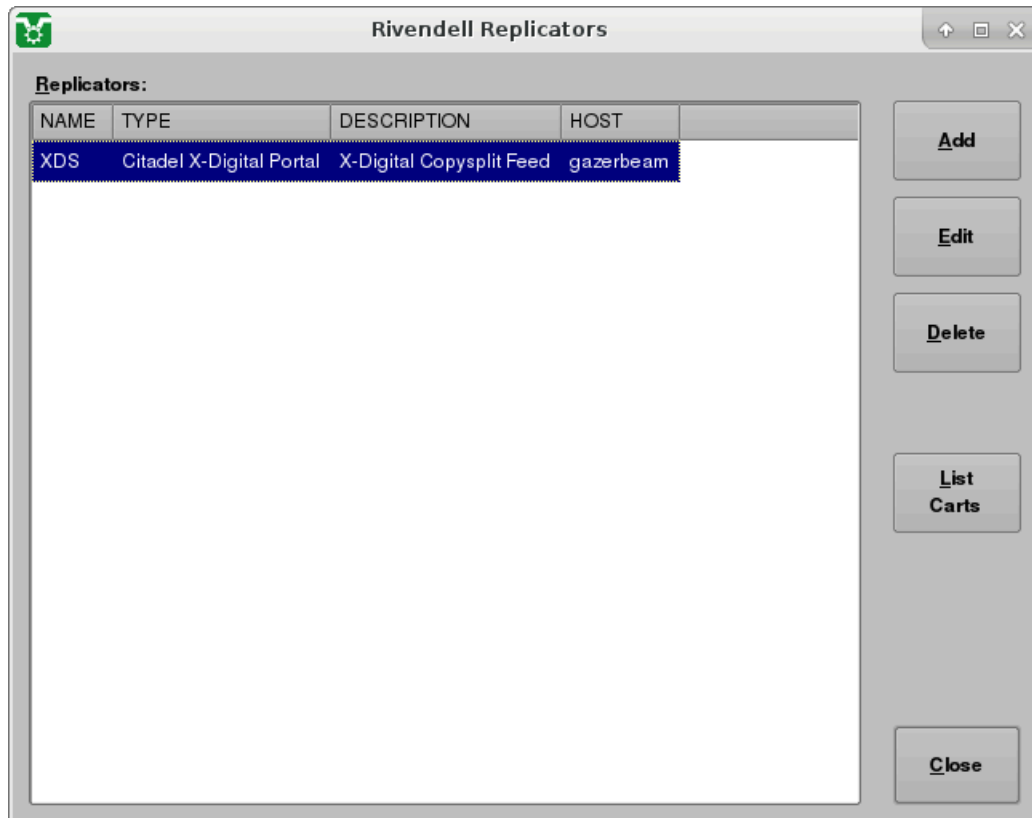 Rivendell Replicators
Replicators:
NAME TYPE DESCRIPTION HOST
XDS Citadel X-Digital Portal X-Digital Copysplit Feed gazerbeam
Add
Edit
Delete
List
Carts
Close